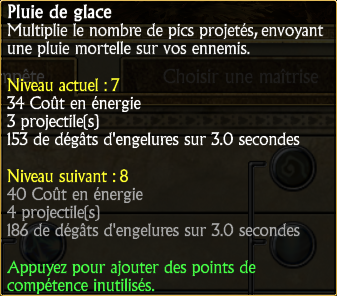 Pluie de glace
Multiplie le nombre de pics projetés, envoyant
une pluie mortelle sur vos ennemis.
Choisir une maîtrise
Niveau actuel : 7
34 Coût en énergie
3 projectile(s)
153 de dégâts d'engelures sur 3.0 secondes
Niveau suivant : 8
40 Coût en énergie
4 projectile(s)
186 de dégâts d'engelures sur 3.0 secondes
Appuyez pour ajouter des points de
compétence inutilisés.